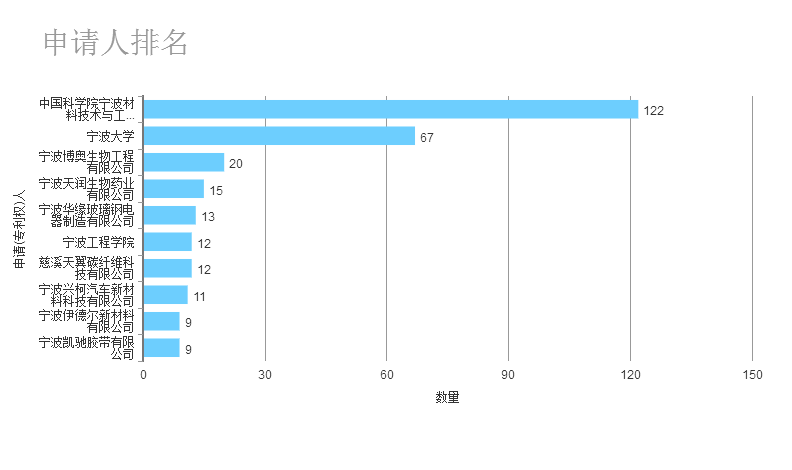 申请人排名
中国科学院宁波材
料技术与工...
122
宁波大学
67
宁波博奥生物工程
有限公司
20
宁波天润生物药业
有限公司
15
宁波华缘玻璃钢电
器制造有限公司
13
宁波工程学院
12
慈溪天翼碳纤维科
技有限公司
12
宁波兴柯汽车新材
料科技有限公司
11
宁波伊德尔新材料
有限公司
9
宁波凯驰胶带有限
公司
9
申请(专利权)人
0 30 60 90 120 150
数量